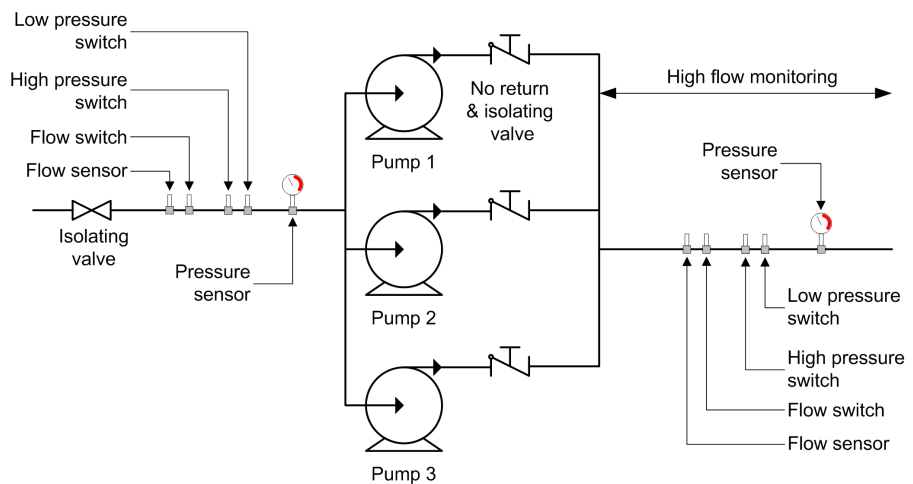 Low pressure
switch
High pressure
switch
Flow switch
Flow sensor
Isolating
valve
Pressure
sensor
Pump 1
No return
& isolating
valve
Pump 2
Pump 3
High flow monitoring
Pressure
sensor
Low pressure
switch
High pressure
switch
Flow switch
Flow sensor